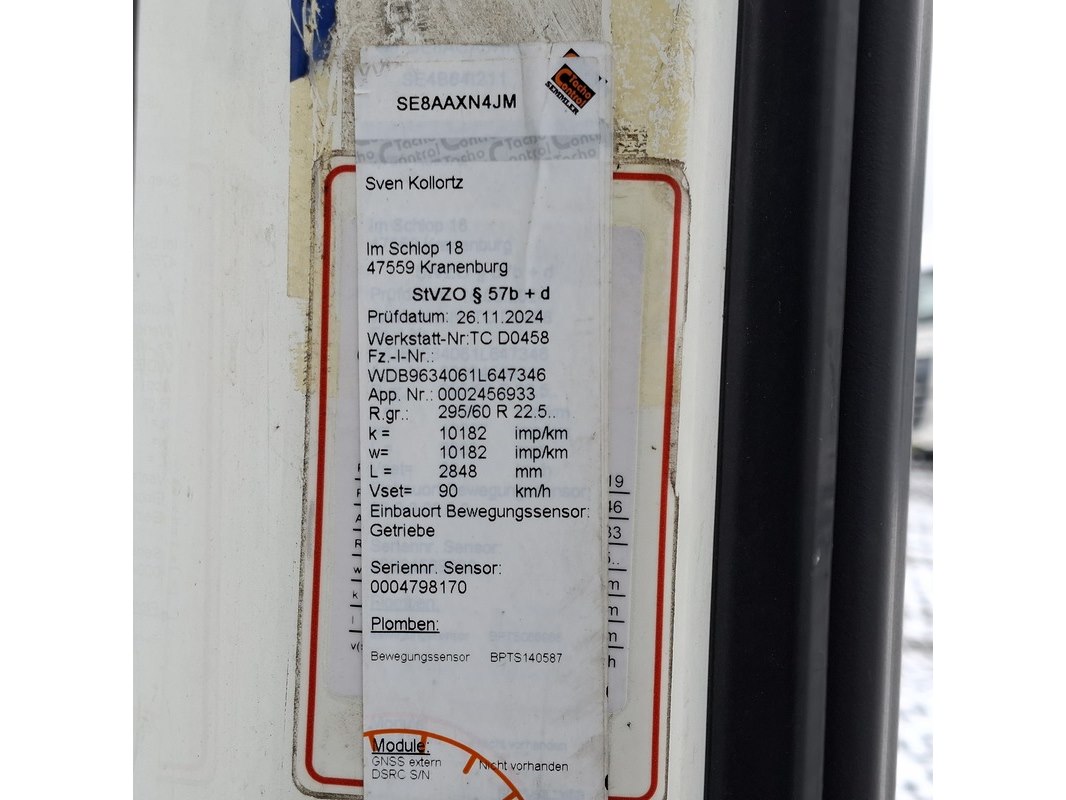 SE8AAXN4JM
Tacho
Control
SEMMLER
Sven Kollortz
Im Schlop 18
47559 Kranenburg
StVZO § 57b + d
Prüfdatum: 26.11.2024
Werkstatt-Nr:TC D0458
Fz.-I-Nr.:
WDB9634061L647346
App. Nr.: 0002456933
R.gr.: 295/60 R 22.5..
k = 10182 imp/km
w= 10182 imp/km
L = 2848 mm
Vset= 90 km/h
Einbauort Bewegungssensor:
Getriebe
Seriennr. Sensor:
0004798170
Plomben:
Bewegungssensor BPTS140587
Module:
GNSS extern Nicht vorhanden
DSRC S/N